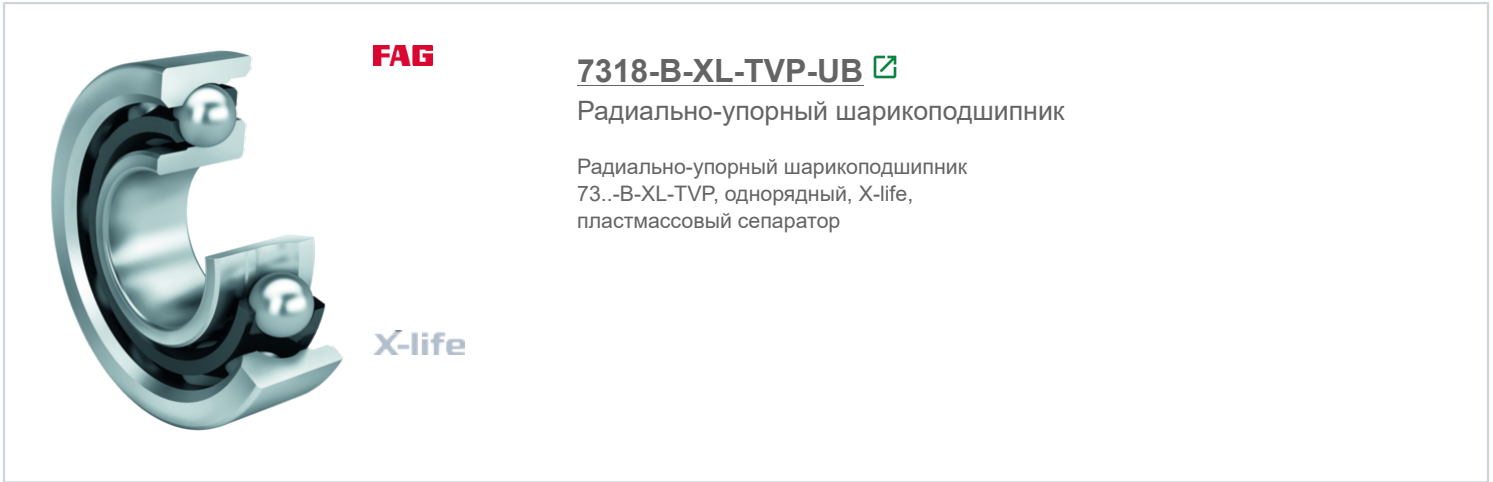 FAG
7318-B-XL-TVP-UB
Радиально-упорный шарикоподшипник
Радиально-упорный шарикоподшипник
73..-B-XL-TVP, однорядный, X-life,
пластмассовый сепаратор
X-life